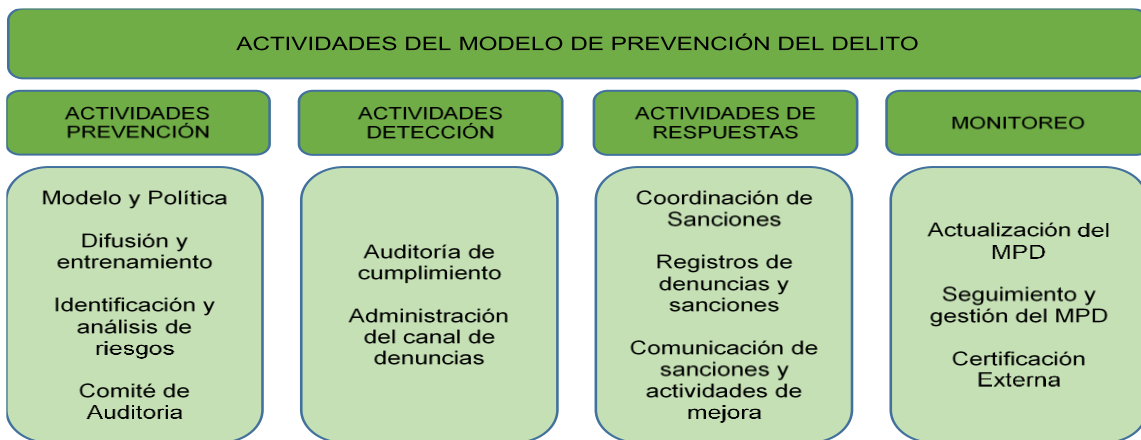 ACTIVIDADES DEL MODELO DE PREVENCIÓN DEL DELITO
ACTIVIDADES
PREVENCIÓN
Modelo y Política
Difusión y
entrenamiento
Identificación y
análisis de
riesgos
Comité de
Auditoria
ACTIVIDADES
DETECCIÓN
Auditoría de
cumplimiento
Administración
del canal de
denuncias
ACTIVIDADES DE
RESPUESTAS
Coordinación de
Sanciones
Registros de
denuncias y
sanciones
Comunicación de
sanciones y
actividades de
mejora
MONITOREO
Actualización del
MPD
Seguimiento y
gestión del MPD
Certificación
Externa